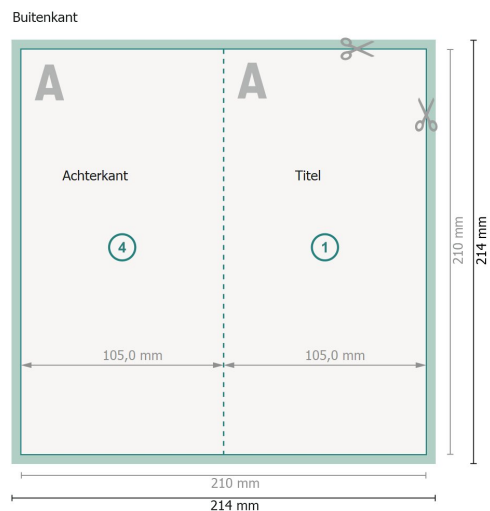 Buitenkant
A
A
Achterkant
Titel
4
1
105,0 mm
105,0 mm
210 mm
214 mm
210 mm
214 mm